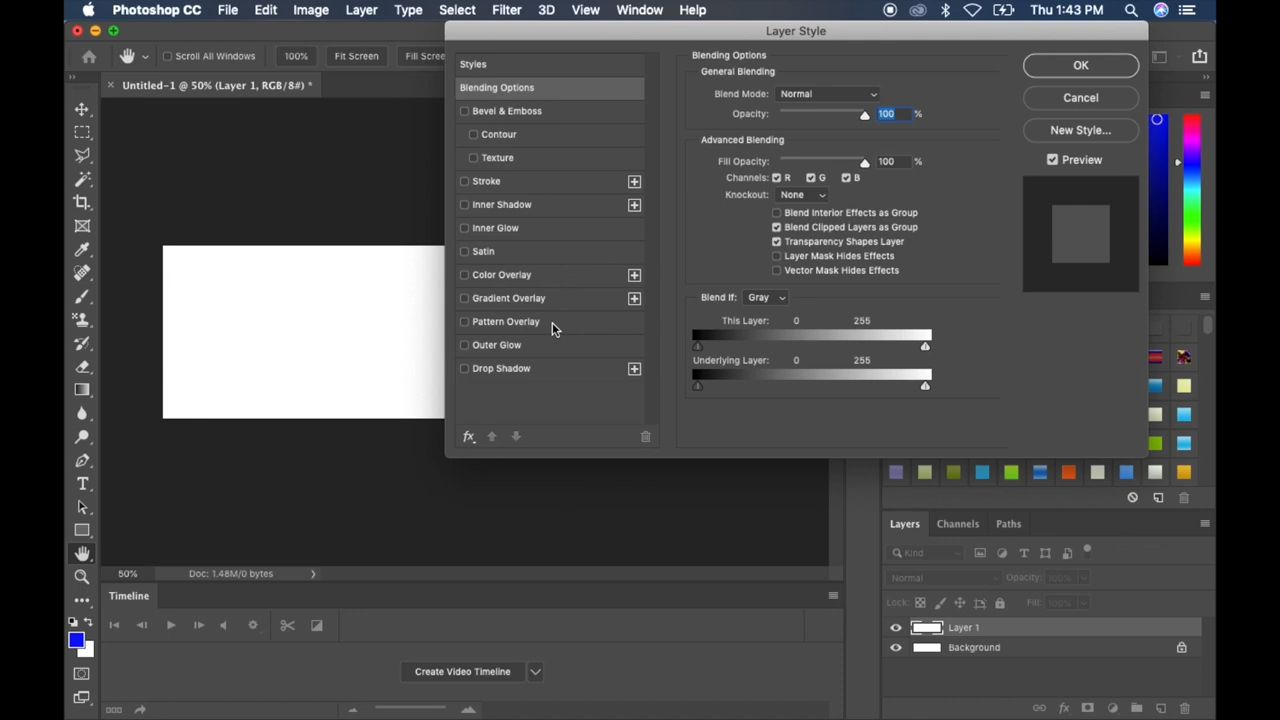 Photoshop CC File Edit Image Layer Type Select Filter 3D View Window Help Thu 1:43 PM
Layer Style
Scroll All Windows 100% Fit Screen Fill Scree
× Untitled-1 @ 50% (Layer 1, RGB/8#) *
Styles
Blending Options
Bevel & Emboss
Contour
Texture
Stroke
Inner Shadow
Inner Glow
Satin
Color Overlay
Gradient Overlay
Pattern Overlay
Outer Glow
Drop Shadow
fx
Blending Options
General Blending
Blend Mode: Normal
Opacity: 100 %
Advanced Blending
Fill Opacity: 100 %
Channels: R G B
Knockout: None
Blend Interior Effects as Group
Blend Clipped Layers as Group
Transparency Shapes Layer
Layer Mask Hides Effects
Vector Mask Hides Effects
Blend If: Gray
This Layer: 0 255
Underlying Layer: 0 255
OK
Cancel
New Style...
Preview
50% Doc: 1.48M/0 bytes
Timeline
Create Video Timeline
Layers Channels Paths
Kind
Normal Opacity: 100%
Lock: Fill: 100%
Layer 1
Background
fx